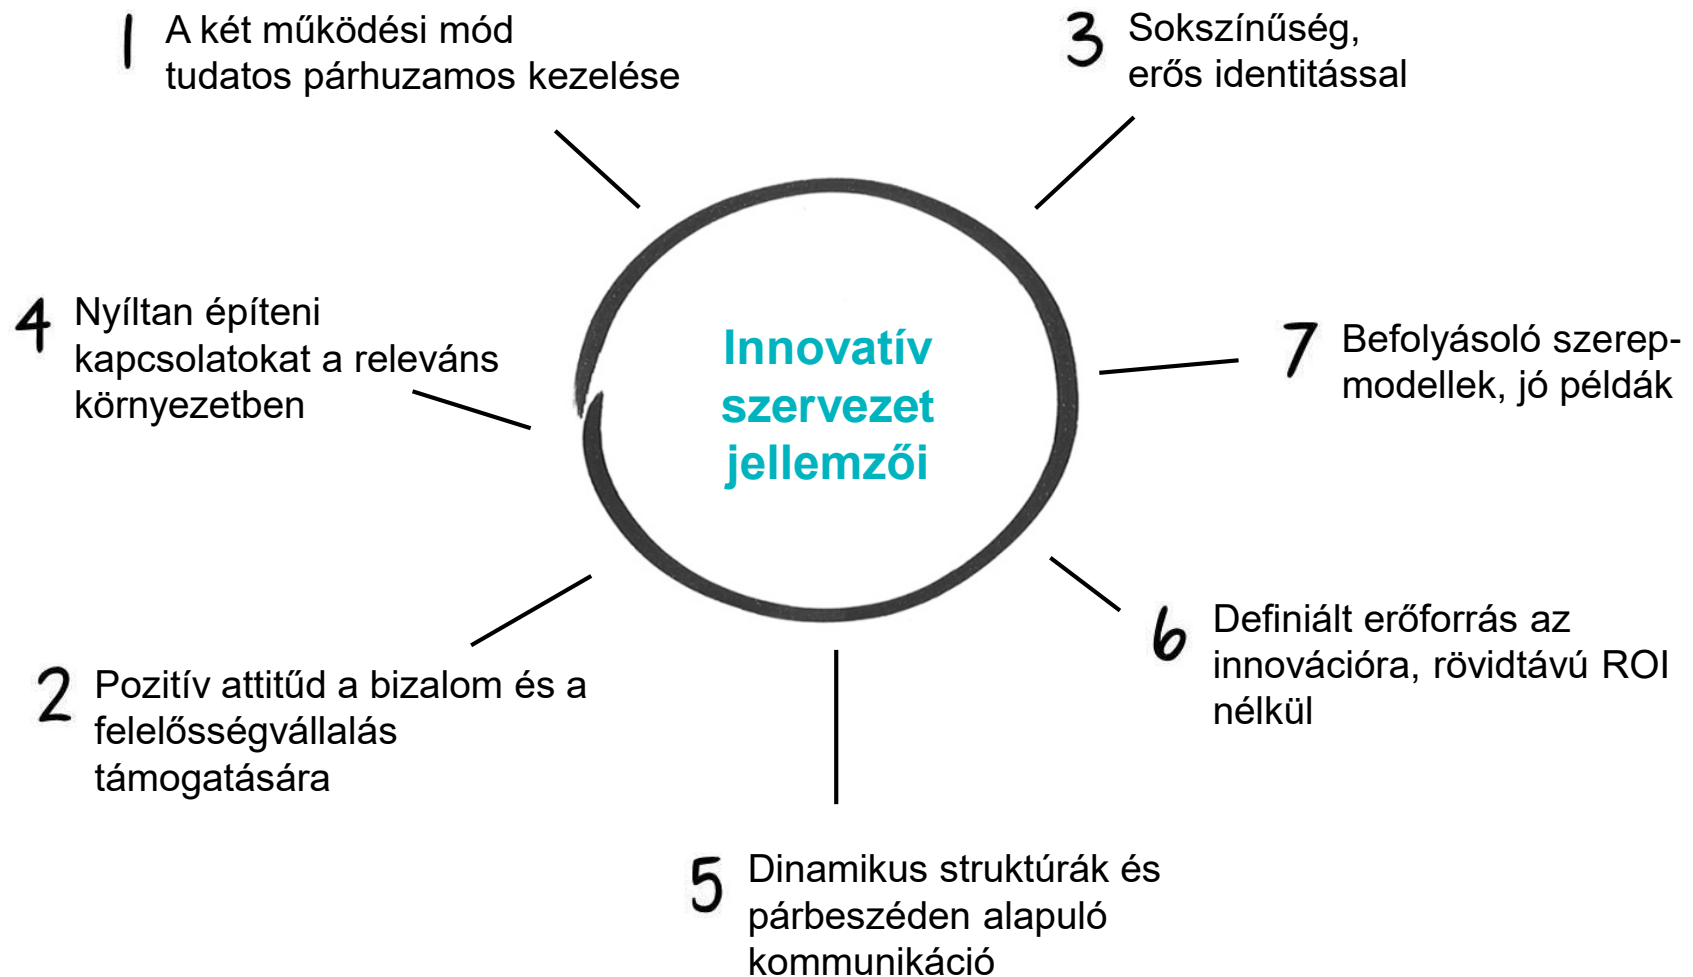 1 A két működési mód
tudatos párhuzamos kezelése
3 Sokszínűség,
erős identitással
4 Nyíltan építeni
kapcsolatokat a releváns
környezetben
Innovatív
szervezet
jellemzői
7 Befolyásoló szerep-
modellek, jó példák
2 Pozitív attitűd a bizalom és a
felelősségvállalás
támogatására
6 Definiált erőforrás az
innovációra, rövidtávú ROI
nélkül
5 Dinamikus struktúrák és
párbeszéden alapuló
kommunikáció